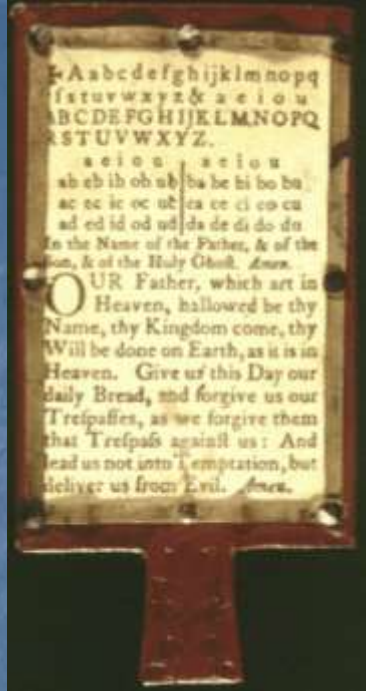 ✠Aabcdefghijklmnopq
rſstuvwxyz& a e i o u
ABCDEFGHIJKLMNOPQ
RSTUVWXYZ.
a e i o u a e i o u
ab eb ib ob ub ba be bi bo bu
ac ec ic oc uc ca ce ci co cu
ad ed id od ud da de di do du
In the Name of the Father, & of the
Son, & of the Holy Ghoſt. Amen.
OUR Father, which art in
Heaven, hallowed be thy
Name, thy Kingdom come, thy
Will be done on Earth, as it is in
Heaven. Give us this Day our
daily Bread, and forgive us our
Treſpaſſes, as we forgive them
that Treſpaſs againſt us: And
lead us not into Temptation, but
deliver us from Evil. Amen.